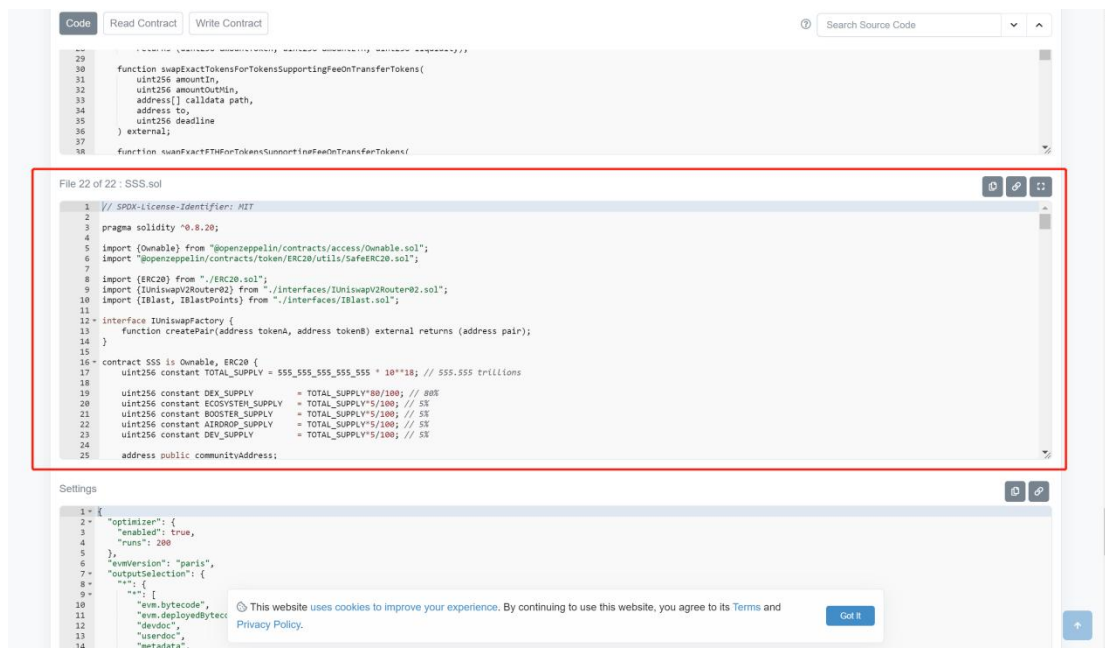 Code Read Contract Write Contract Search Source Code
29
30 function swapExactTokensForTokensSupportingFeeOnTransferTokens(
31 uint256 amountIn,
32 uint256 amountOutMin,
33 address[] calldata path,
34 address to,
35 uint256 deadline
36 ) external;
37
38 function swapExactETHForTokensSupportingFeeOnTransferTokens(
File 22 of 22 : SSS.sol
1 // SPDX-License-Identifier: MIT
2
3 pragma solidity ^0.8.20;
4
5 import {Ownable} from "@openzeppelin/contracts/access/Ownable.sol";
6 import "@openzeppelin/contracts/token/ERC20/utils/SafeERC20.sol";
7
8 import {ERC20} from "./ERC20.sol";
9 import {IUniswapV2Router02} from "./interfaces/IUniswapV2Router02.sol";
10 import {IBlast, IBlastPoints} from "./interfaces/IBlast.sol";
11
12 interface IUniswapFactory {
13 function createPair(address tokenA, address tokenB) external returns (address pair);
14 }
15
16 contract SSS is Ownable, ERC20 {
17 uint256 constant TOTAL_SUPPLY = 555_555_555_555_555 * 10**18; // 555.555 trillions
18
19 uint256 constant DEX_SUPPLY = TOTAL_SUPPLY*80/100; // 80%
20 uint256 constant ECOSYSTEM_SUPPLY = TOTAL_SUPPLY*5/100; // 5%
21 uint256 constant BOOSTER_SUPPLY = TOTAL_SUPPLY*5/100; // 5%
22 uint256 constant AIRDROP_SUPPLY = TOTAL_SUPPLY*5/100; // 5%
23 uint256 constant DEV_SUPPLY = TOTAL_SUPPLY*5/100; // 5%
24
25 address public communityAddress;
Settings
1 {
2 "optimizer": {
3 "enabled": true,
4 "runs": 200
5 },
6 "evmVersion": "paris",
7 "outputSelection": {
8 "*": {
9 "*": [
10 "evm.bytecode",
11 "evm.deployedBytec
12 "devdoc",
13 "userdoc",
14 "metadata",
This website uses cookies to improve your experience. By continuing to use this website, you agree to its Terms and
Privacy Policy.
Got It